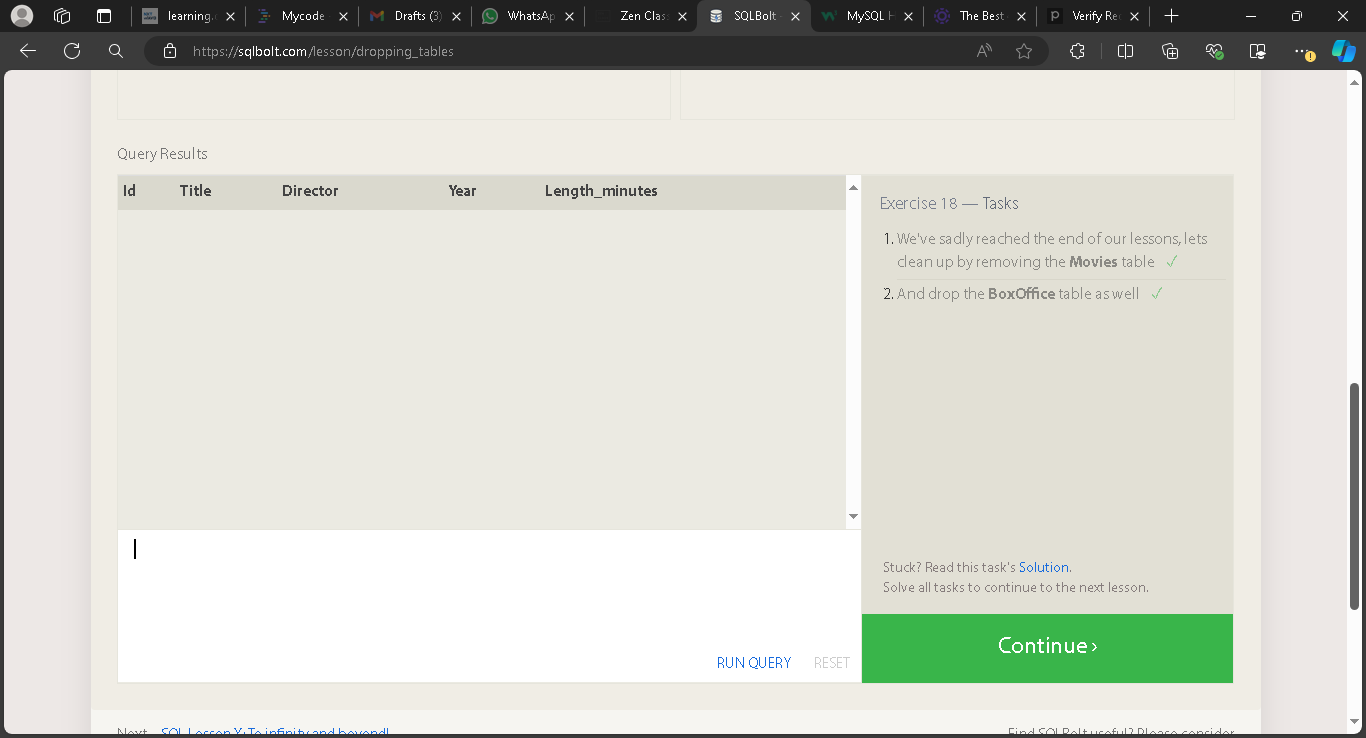 learning.
Mycode
Drafts (3)
WhatsAp
Zen Clas
SQLBolt
MySQL
The Best
Verify Re
https://sqlbolt.com/lesson/dropping_tables
Query Results
Id Title Director Year Length_minutes
Exercise 18 — Tasks
1. We've sadly reached the end of our lessons, lets
clean up by removing the Movies table ✓
2. And drop the BoxOffice table as well ✓
Stuck? Read this task's Solution.
Solve all tasks to continue to the next lesson.
RUN QUERY RESET
Continue ›
Next – SQL Lesson X: To infinity and beyond!
Find SQLBolt useful? Please consider